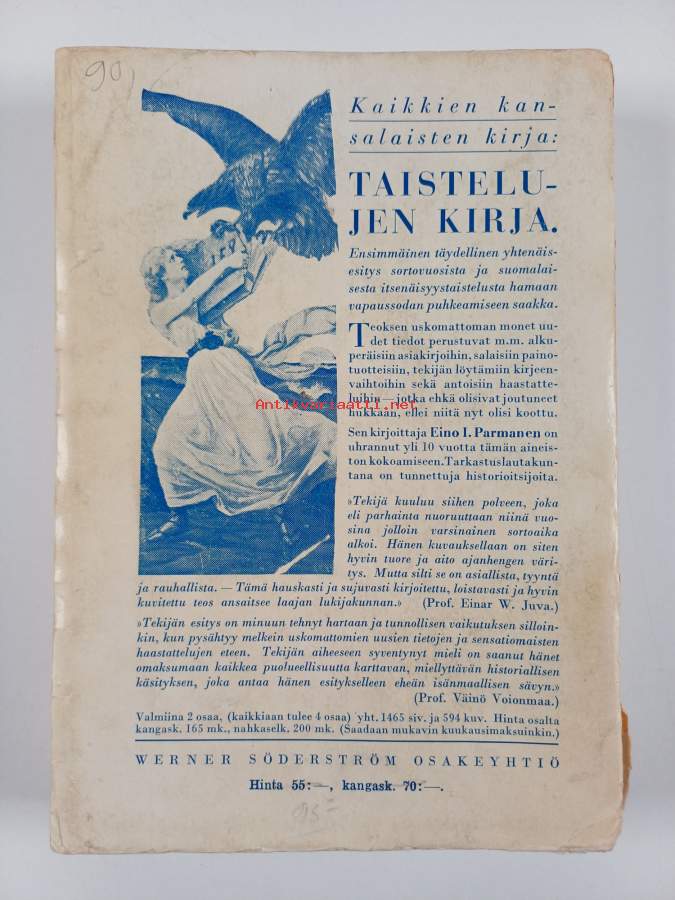 90,
Kaikkien kan-
salaisten kirja:
TAISTELU-
JEN KIRJA.
Ensimmäinen täydellinen yhtenäis-
esitys sortovuosista ja suomalai-
sesta itsenäisyystaistelusta hamaan
vapaussodan puhkeamiseen saakka.
Teoksen uskomattoman monet uu-
det tiedot perustuvat m.m. alku-
peräisiin asiakirjoihin, salaisiin paino-
tuotteisiin, tekijän löytämiin kirjeen-
vaihtoihin sekä antoisiin haastatte-
luihin — jotka ehkä olisivat joutuneet
hukkaan, ellei niitä nyt olisi koottu.
Antikvariaatti.net
Sen kirjoittaja Eino I. Parmanen on
uhrannut yli 10 vuotta tämän aineis-
ton kokoamiseen. Tarkastuslautakun-
tana on tunnettuja historioitsijoita.
»Tekijä kuuluu siihen polveen, joka
eli parhainta nuoruuttaan niinä vuo-
sina jolloin varsinainen sortoaika
alkoi. Hänen kuvauksellaan on siten
hyvin tuore ja aito ajanhengen väri-
tys. Mutta silti se on asiallista, tyyntä
ja rauhallista. — Tämä hauskasti ja sujuvasti kirjoitettu, loistavasti ja hyvin
kuvitettu teos ansaitsee laajan lukijakunnan.» (Prof. Einar W. Juva.)
»Tekijän esitys on minuun tehnyt hartaan ja tunnollisen vaikutuksen silloin-
kin, kun pysähtyy melkein uskomattomien uusien tietojen ja sensatiomaisten
haastattelujen eteen. Tekijän aiheeseen syventynyt mieli on saanut hänet
omaksumaan kaikkea puolueellisuutta karttavan, miellyttävän historiallisen
käsityksen, joka antaa hänen esitykselleen eheän isänmaallisen sävyn.»
(Prof. Väinö Voionmaa.)
Valmiina 2 osaa, (kaikkiaan tulee 4 osaa) yht. 1465 siv. ja 594 kuv. Hinta osalta
kangask. 165 mk., nahkaselk. 200 mk. (Saadaan mukavin kuukausimaksuinkin.)
WERNER SÖDERSTRÖM OSAKEYHTIÖ
Hinta 55:—, kangask. 70:—.